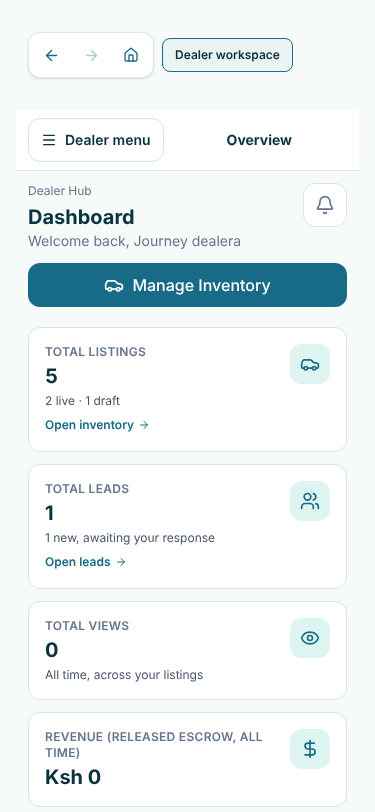 Dealer workspace
Dealer menu
Overview
Dealer Hub
Dashboard
Welcome back, Journey dealera
Manage Inventory
TOTAL LISTINGS
5
2 live · 1 draft
Open inventory →
TOTAL LEADS
1
1 new, awaiting your response
Open leads →
TOTAL VIEWS
0
All time, across your listings
REVENUE (RELEASED ESCROW, ALL
TIME)
Ksh 0